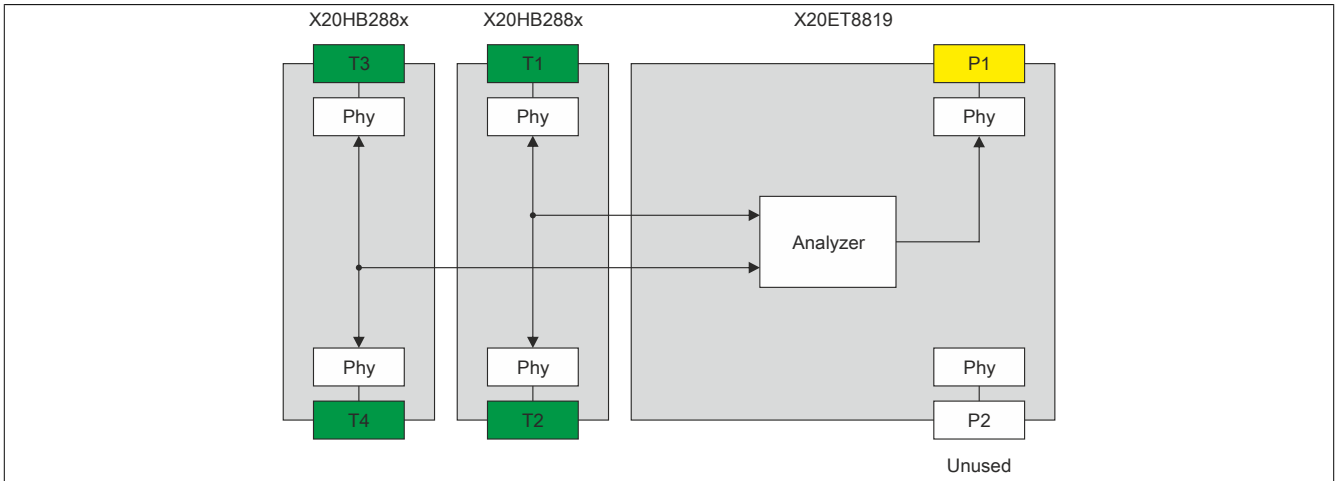 X20HB288x X20HB288x X20ET8819
T3 T1 P1
Phy Phy Phy
Analyzer
Phy Phy Phy
T4 T2 P2
Unused